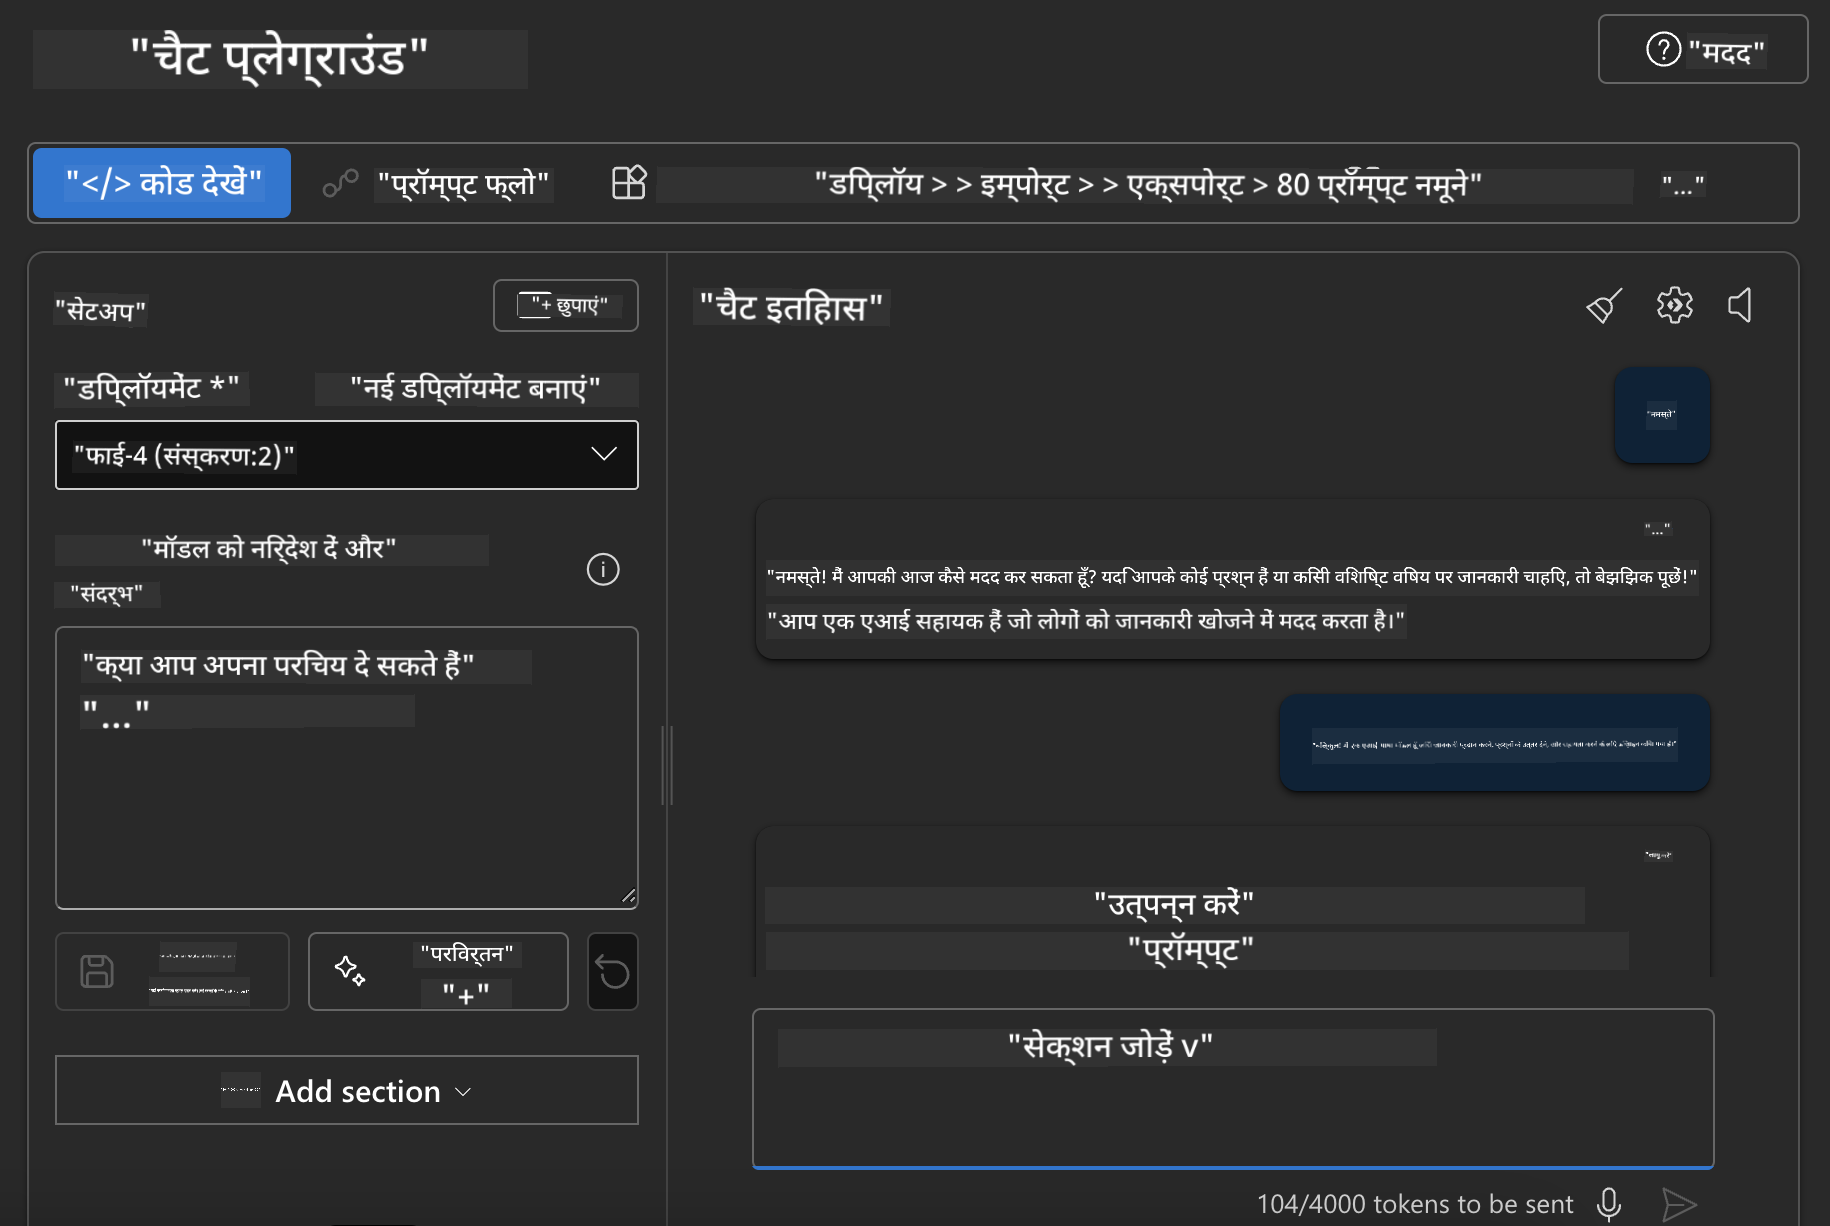 "चैट प्लेग्राउंड"
"मदद"
"</> कोड देखें"
"प्रॉम्प्ट फ्लो"
"डिप्लॉय > > इम्पोर्ट > > एक्सपोर्ट > 80 प्रॉम्प्ट नमूने"
"..."
"सेटअप"
"+ छुपाएं"
"डिप्लॉयमेंट *"
"नई डिप्लॉयमेंट बनाएं"
"फाई-4 (संस्करण:2)"
"मॉडल को निर्देश दें और"
"संदर्भ"
"क्या आप अपना परिचय दे सकते हैं"
"..."
"परिवर्तन"
"+"
Add section
"चैट इतिहास"
"नमस्ते"
"..."
"नमस्ते! मैं आपकी आज कैसे मदद कर सकता हूँ? यदि आपके कोई प्रश्न हैं या किसी विशिष्ट विषय पर जानकारी चाहिए, तो बेझिझक पूछें!"
"आप एक एआई सहायक हैं जो लोगों को जानकारी खोजने में मदद करता है।"
"उत्पन्न करें"
"प्रॉम्प्ट"
"सेक्शन जोड़ें v"
104/4000 tokens to be sent